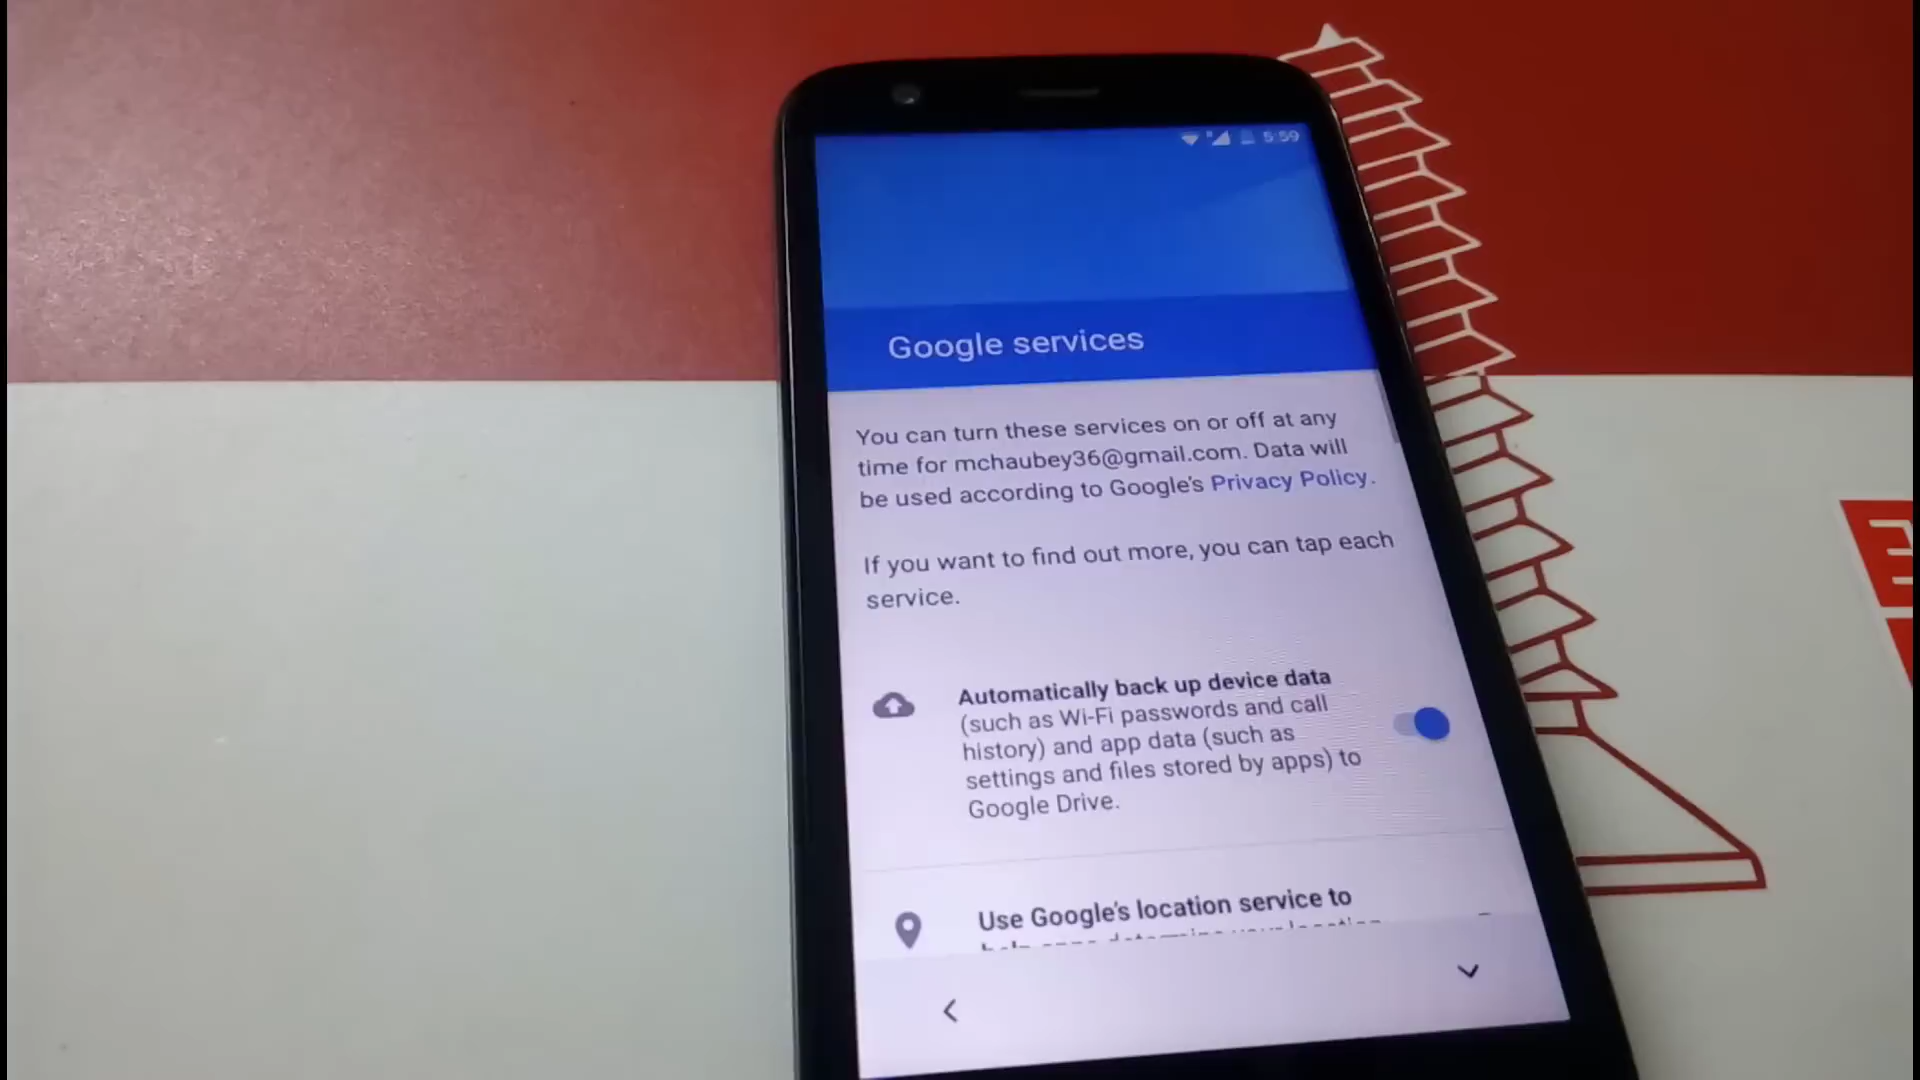 5:59
Google services
You can turn these services on or off at any
time for mchaubey36@gmail.com. Data will
be used according to Google's Privacy Policy.
If you want to find out more, you can tap each
service.
Automatically back up device data
(such as Wi-Fi passwords and call
history) and app data (such as
settings and files stored by apps) to
Google Drive.
Use Google's location service to